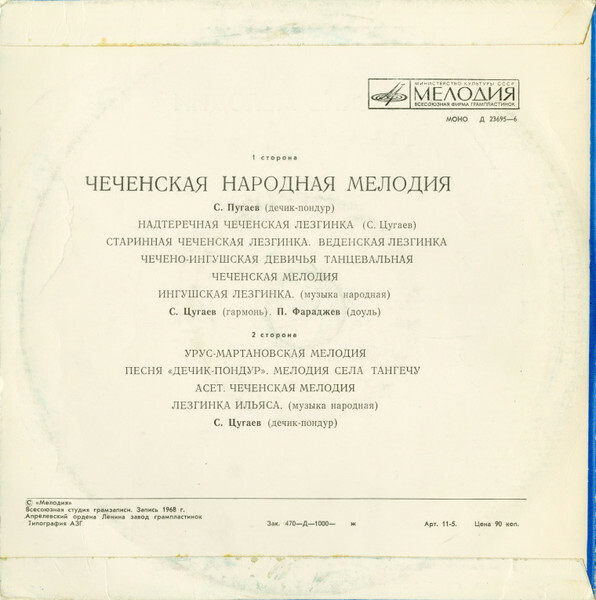 МИНИСТЕРСТВО КУЛЬТУРЫ СССР
МЕЛОДИЯ
ВСЕСОЮЗНАЯ ФИРМА ГРАМПЛАСТИНОК
МОНО Д 23695—6
1 сторона
ЧЕЧЕНСКАЯ НАРОДНАЯ МЕЛОДИЯ
С. Пугаев (дечик-пондур)
НАДТЕРЕЧНАЯ ЧЕЧЕНСКАЯ ЛЕЗГИНКА (С. Цугаев)
СТАРИННАЯ ЧЕЧЕНСКАЯ ЛЕЗГИНКА. ВЕДЕНСКАЯ ЛЕЗГИНКА
ЧЕЧЕНО-ИНГУШСКАЯ ДЕВИЧЬЯ ТАНЦЕВАЛЬНАЯ
ЧЕЧЕНСКАЯ МЕЛОДИЯ
ИНГУШСКАЯ ЛЕЗГИНКА. (музыка народная)
С. Цугаев (гармонь). П. Фараджев (доуль)
2 сторона
УРУС-МАРТАНОВСКАЯ МЕЛОДИЯ
ПЕСНЯ «ДЕЧИК-ПОНДУР». МЕЛОДИЯ СЕЛА ТАНГЕЧУ
АСЕТ. ЧЕЧЕНСКАЯ МЕЛОДИЯ
ЛЕЗГИНКА ИЛЬЯСА. (музыка народная)
С. Цугаев (дечик-пондур)
© «Мелодия»
Всесоюзная студия грамзаписи. Запись 1968 г.
Апрелевский ордена Ленина завод грампластинок
Типография АЗГ Зак. 470—Д—1000— ж Арт. 11-5. Цена 90 коп.